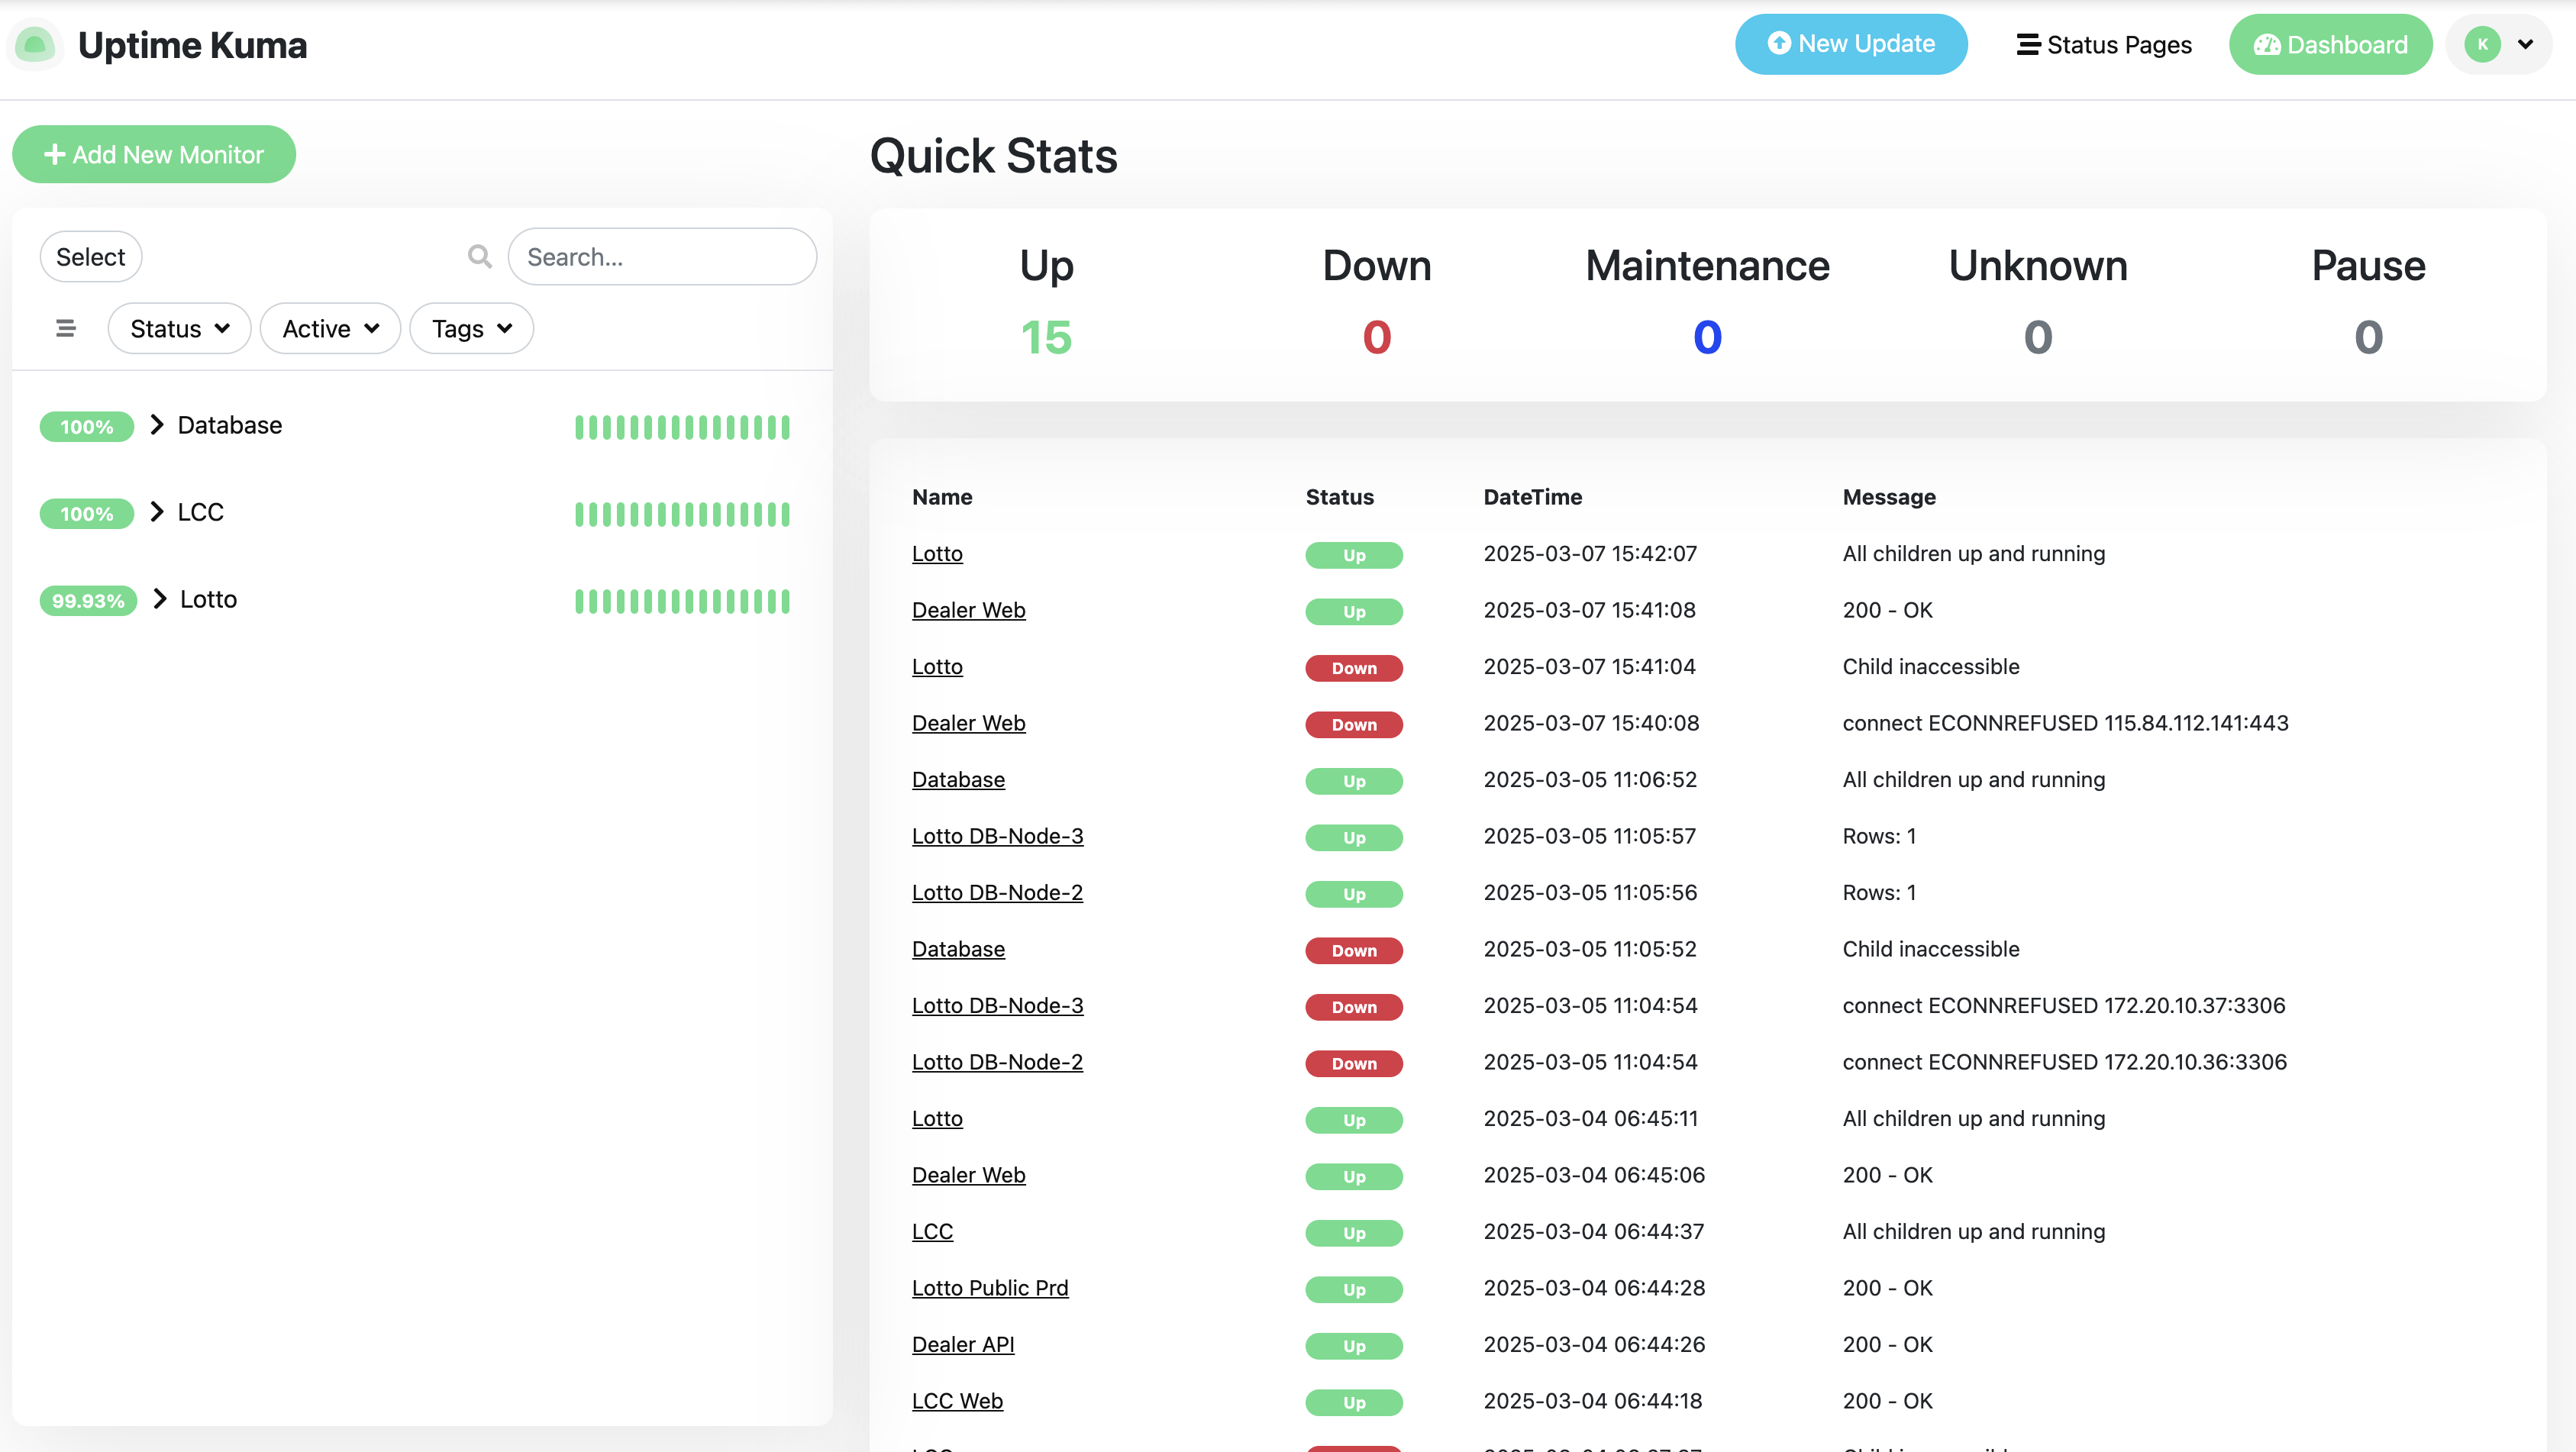 Uptime Kuma
New Update
Status Pages
Dashboard
K
Add New Monitor
Select
Search...
Status
Active
Tags
100% Database
100% LCC
99.93% Lotto
Quick Stats
Up Down Maintenance Unknown Pause
15 0 0 0 0
Name Status DateTime Message
Lotto Up 2025-03-07 15:42:07 All children up and running
Dealer Web Up 2025-03-07 15:41:08 200 - OK
Lotto Down 2025-03-07 15:41:04 Child inaccessible
Dealer Web Down 2025-03-07 15:40:08 connect ECONNREFUSED 115.84.112.141:443
Database Up 2025-03-05 11:06:52 All children up and running
Lotto DB-Node-3 Up 2025-03-05 11:05:57 Rows: 1
Lotto DB-Node-2 Up 2025-03-05 11:05:56 Rows: 1
Database Down 2025-03-05 11:05:52 Child inaccessible
Lotto DB-Node-3 Down 2025-03-05 11:04:54 connect ECONNREFUSED 172.20.10.37:3306
Lotto DB-Node-2 Down 2025-03-05 11:04:54 connect ECONNREFUSED 172.20.10.36:3306
Lotto Up 2025-03-04 06:45:11 All children up and running
Dealer Web Up 2025-03-04 06:45:06 200 - OK
LCC Up 2025-03-04 06:44:37 All children up and running
Lotto Public Prd Up 2025-03-04 06:44:28 200 - OK
Dealer API Up 2025-03-04 06:44:26 200 - OK
LCC Web Up 2025-03-04 06:44:18 200 - OK